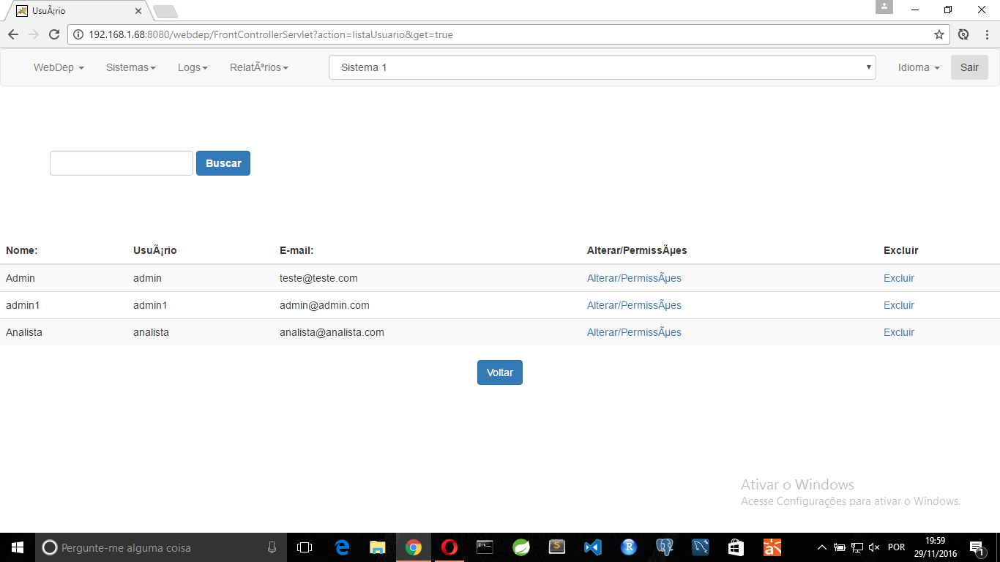 UsuÃ¡rio
192.168.1.68:8080/webdep/FrontControllerServlet?action=listaUsuario&get=true
WebDep Sistemas Logs RelatÃ³rios Sistema 1 Idioma Sair
Buscar
Nome: UsuÃ¡rio E-mail: Alterar/PermissÃµes Excluir
Admin admin teste@teste.com Alterar/PermissÃµes Excluir
admin1 admin1 admin@admin.com Alterar/PermissÃµes Excluir
Analista analista analista@analista.com Alterar/PermissÃµes Excluir
Voltar
Ativar o Windows
Acesse Configurações para ativar o Windows.
Pergunte-me alguma coisa
POR
19:59
29/11/2016
1